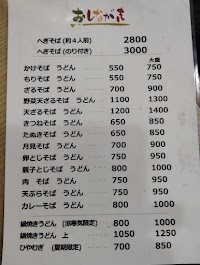 おしながき
へぎそば (約4人前) 2800
へぎそば (のり付き) 3000
大盛
かけそば うどん 550 750
もりそば うどん 550 750
ざるそば うどん 700 900
野菜天ざるそば うどん 1100 1300
天ざるそば うどん 1200 1400
きつねそば うどん 650 850
たぬきそば うどん 650 850
月見そば うどん 700 900
卵とじそば うどん 750 950
親子とじそば うどん 800 1000
肉 そば うどん 750 950
天ぷらそば うどん 750 950
カレーそば うどん 800 1000
鍋焼きうどん 800 1000
鍋焼きうどん 上 1050 1250
ひやむぎ (夏期限定) 700 850